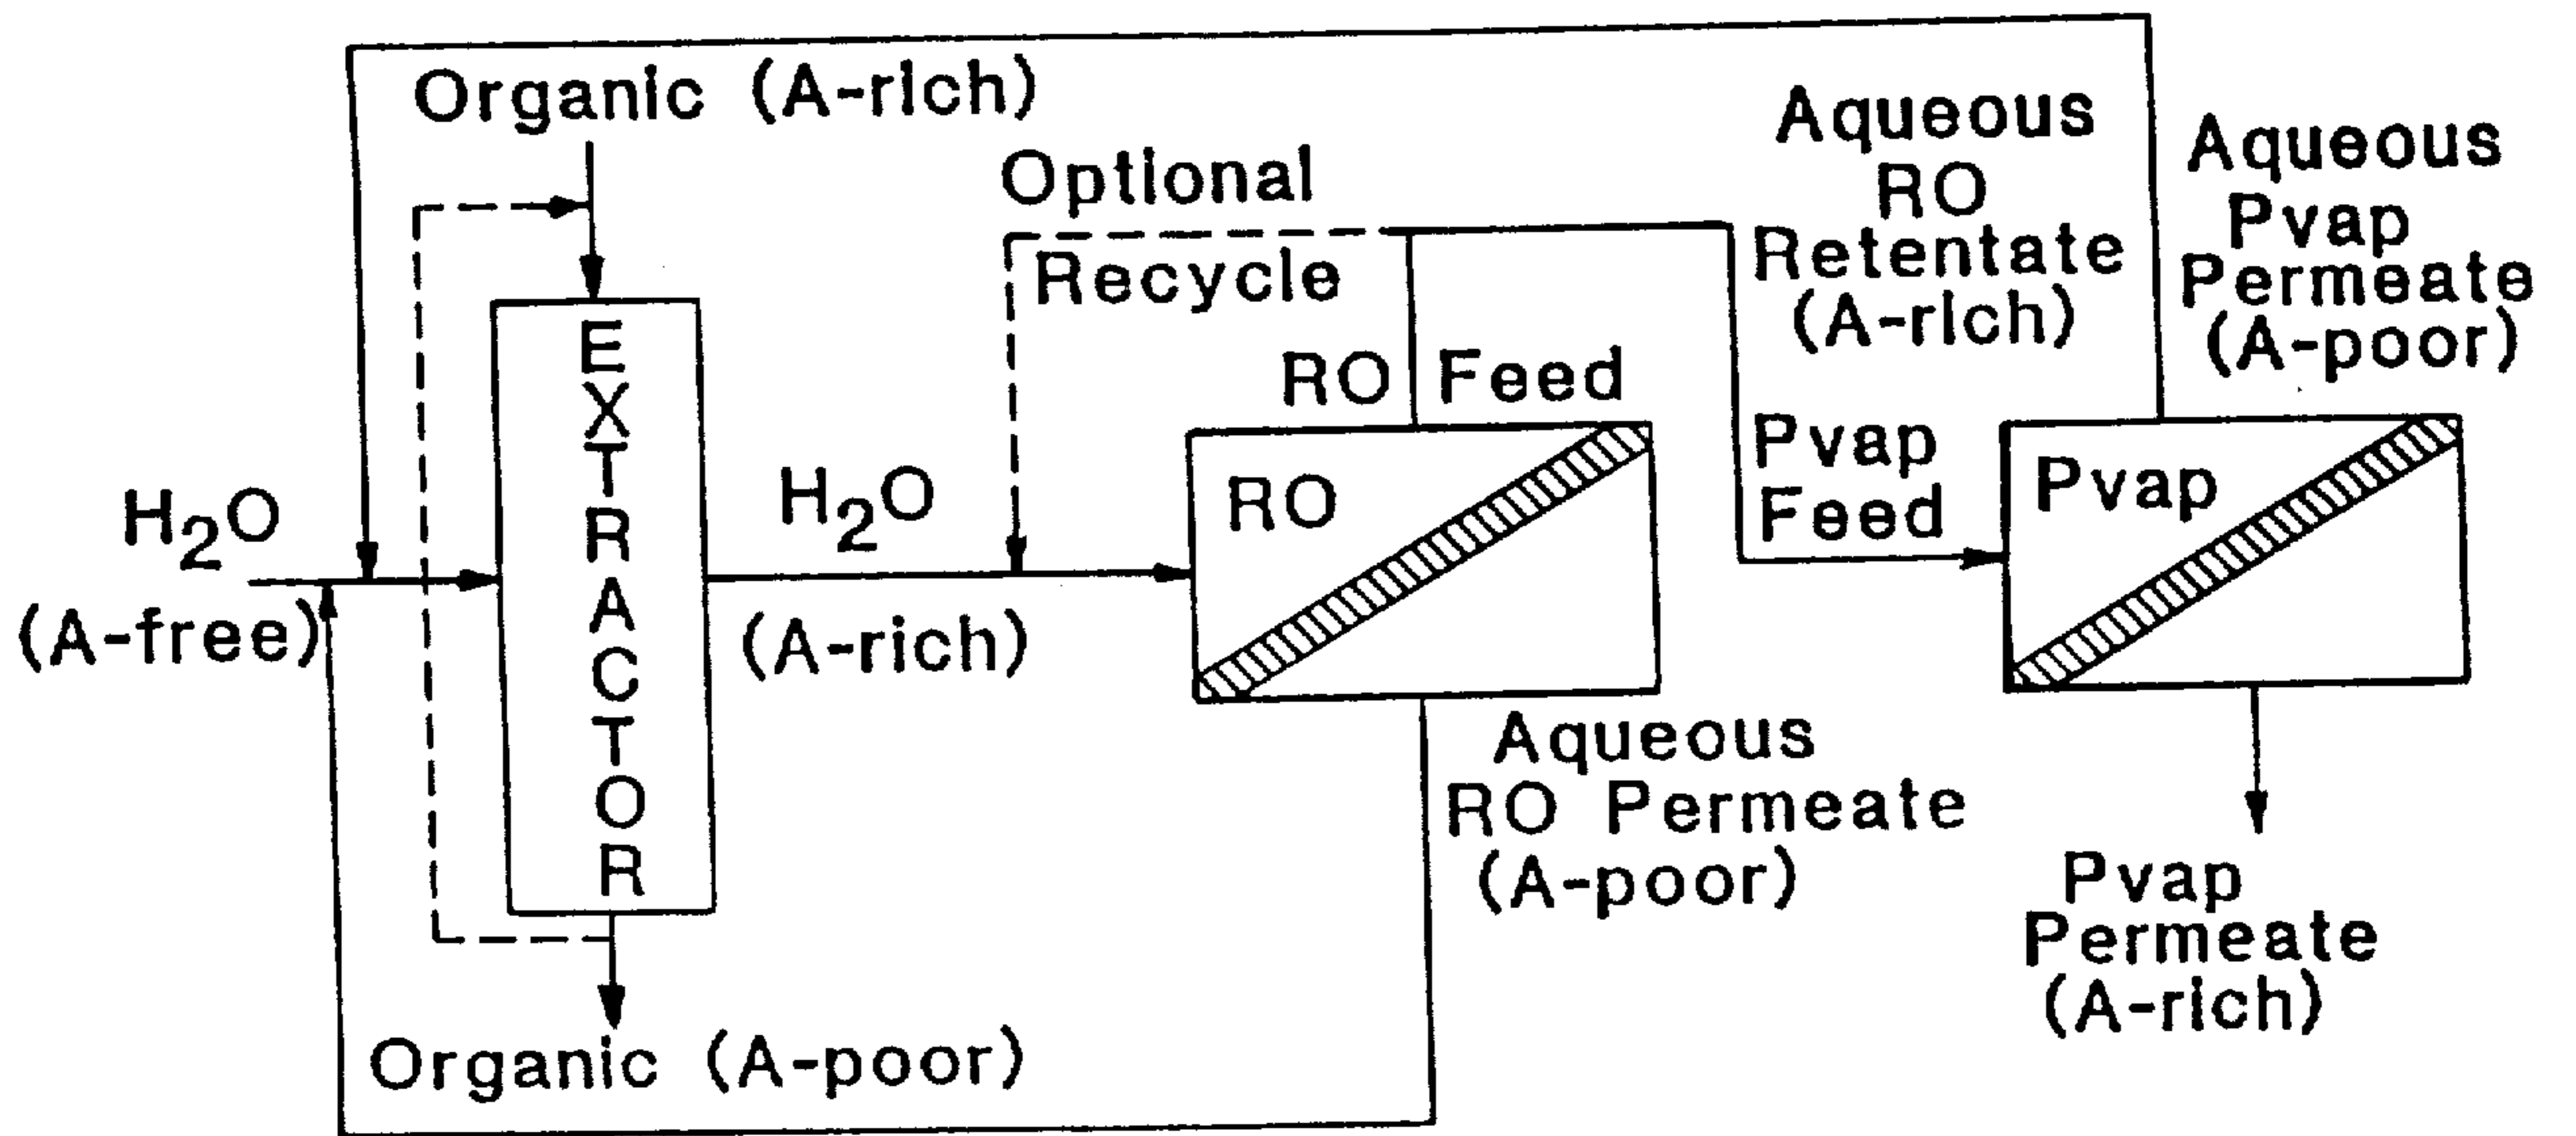 Organic (A-rich)
Optional
Recycle
Aqueous
RO
Retentate
(A-rich)
Aqueous
Pvap
Permeate
(A-poor)
RO Feed
EXTRACTOR
H₂O
(A-free)
H₂O
(A-rich)
RO
Pvap
Feed
Pvap
Aqueous
RO Permeate
(A-poor)
Pvap
Permeate
(A-rich)
Organic (A-poor)